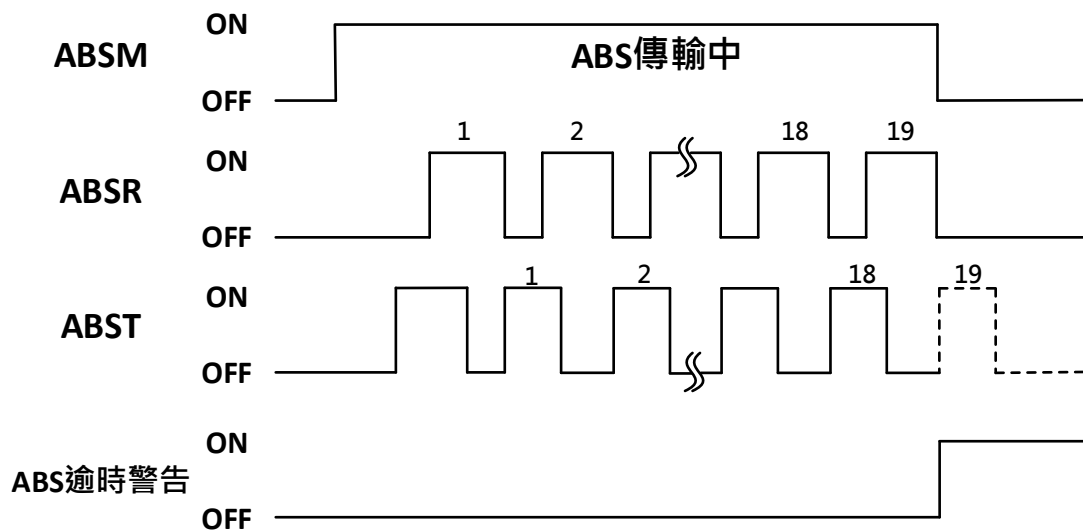 ON
ABSM
ABS傳輸中
OFF
1 2 18 19
ON
ABSR
OFF
1 2 18 19
ON
ABST
OFF
ON
ABS逾時警告
OFF